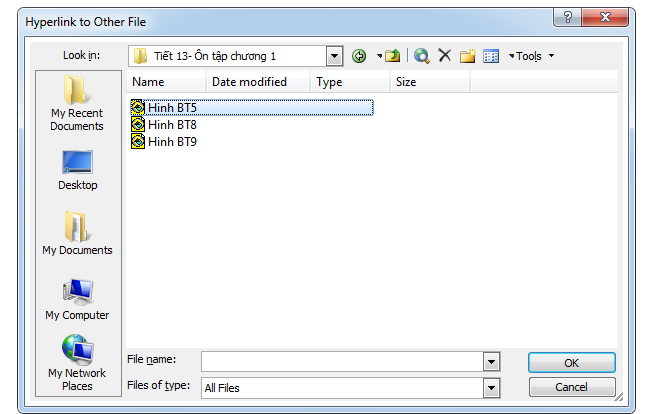 Hyperlink to Other File
?
Look in:
Tiết 13- Ôn tập chương 1
Tools
Name
Date modified
Type
Size
My Recent
Documents
Desktop
My Documents
My Computer
My Network
Places
Hinh BT5
Hinh BT8
Hinh BT9
File name:
OK
Files of type:
All Files
Cancel